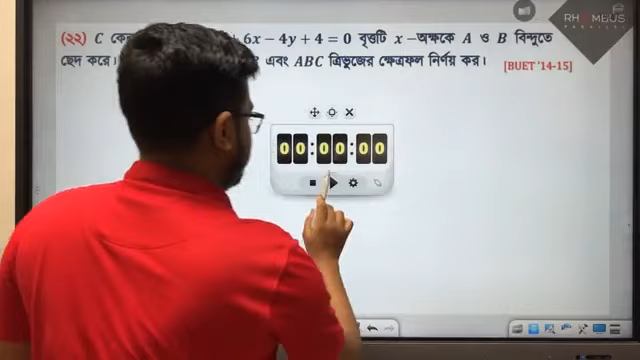 (২২) C + 6x − 4y + 4 = 0 বৃত্তটি x −অক্ষকে A ও B বিন্দুতে
ছেদ করে। এবং ABC ত্রিভুজের ক্ষেত্রফল নির্ণয় কর। [BUET '14-15]
RHOMBUS
PARALLEL
00:00:00